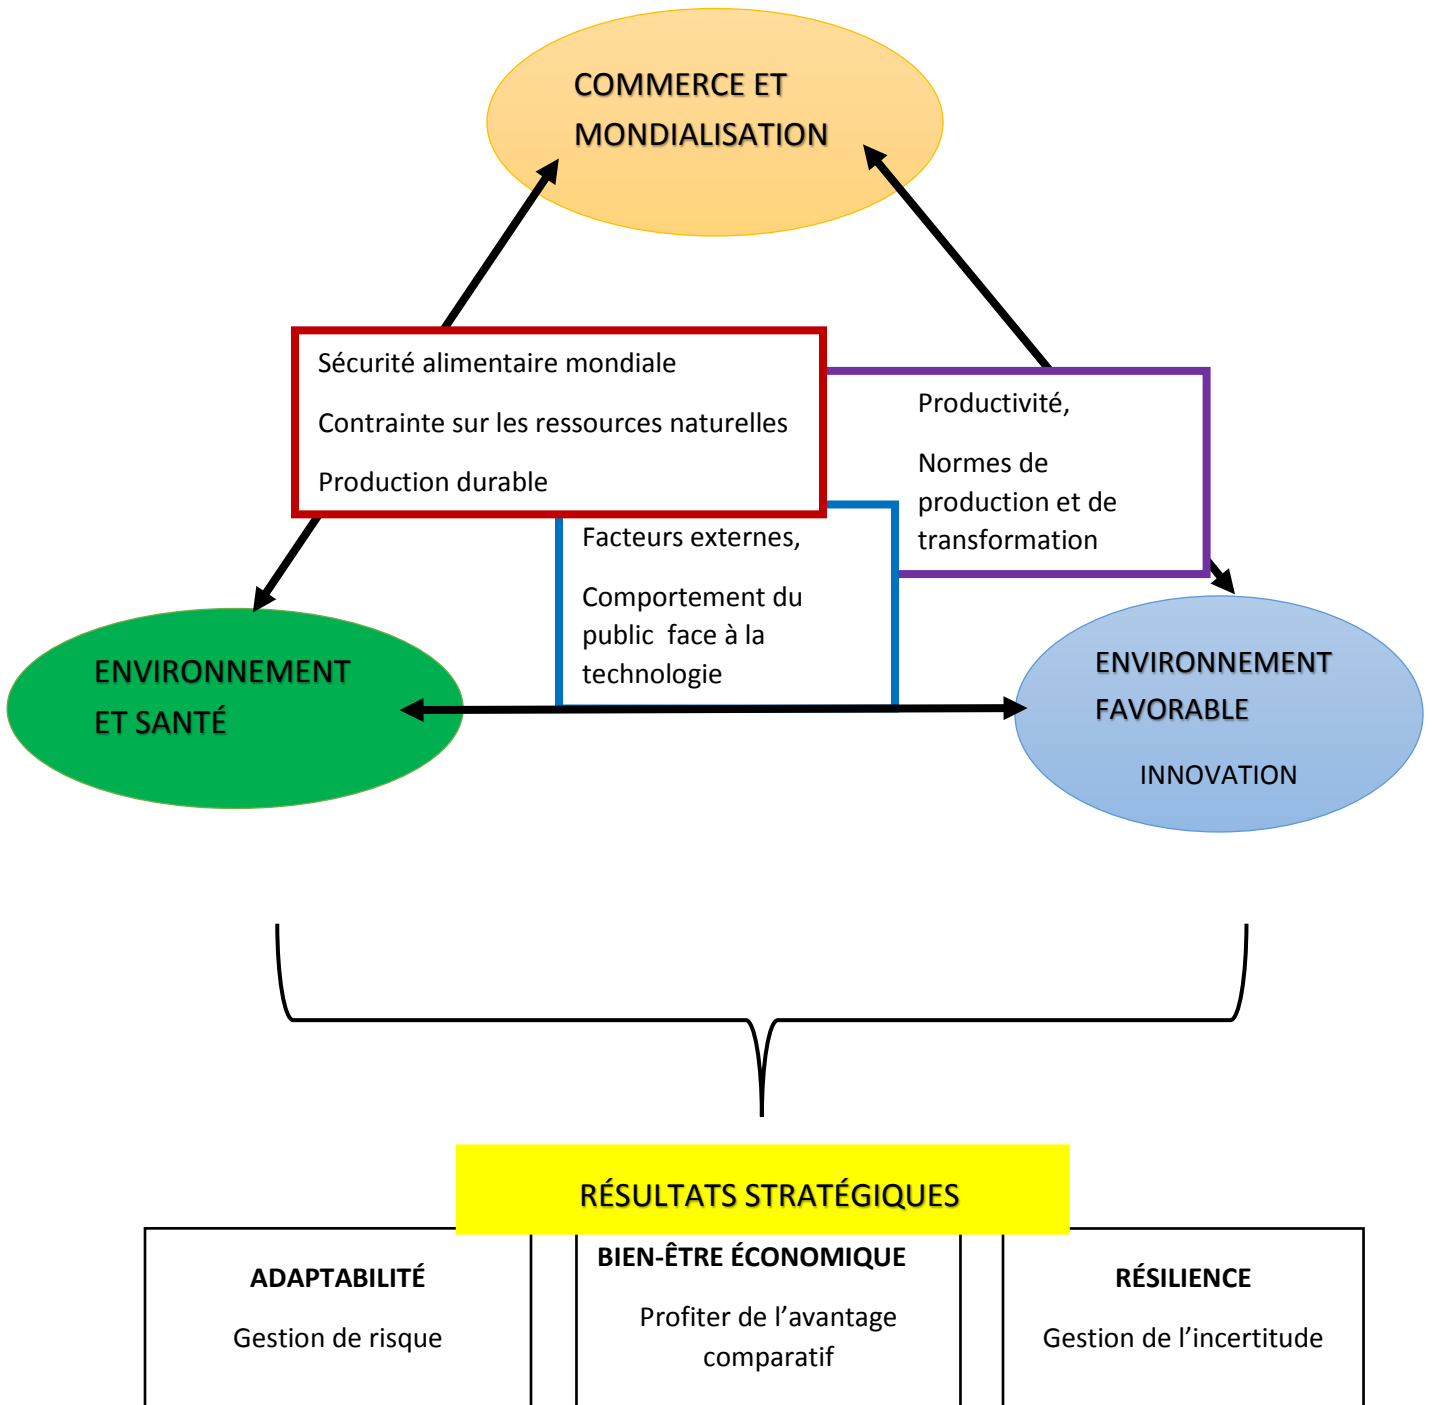 COMMERCE ET
MONDIALISATION
Sécurité alimentaire mondiale
Contrainte sur les ressources naturelles
Production durable
Productivité,
Normes de
production et de
transformation
Facteurs externes,
Comportement du
public face à la
technologie
ENVIRONNEMENT
ET SANTÉ
ENVIRONNEMENT
FAVORABLE
INNOVATION
RÉSULTATS STRATÉGIQUES
ADAPTABILITÉ
Gestion de risque
BIEN-ÊTRE ÉCONOMIQUE
Profiter de l’avantage
comparatif
RÉSILIENCE
Gestion de l’incertitude